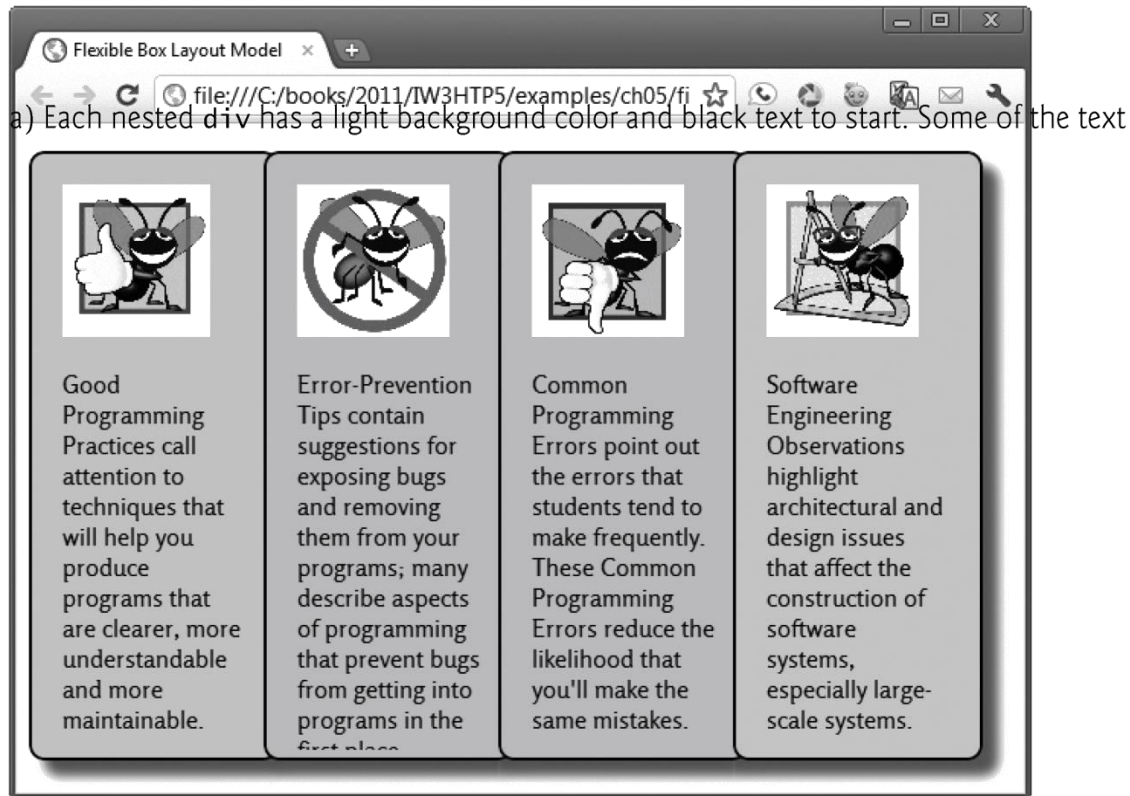 Flexible Box Layout Model
file:///C:/books/2011/IW3HTP5/examples/ch05/fi
a) Each nested div has a light background color and black text to start. Some of the text
Good
Programming
Practices call
attention to
techniques that
will help you
produce
programs that
are clearer, more
understandable
and more
maintainable.
Error-Prevention
Tips contain
suggestions for
exposing bugs
and removing
them from your
programs; many
describe aspects
of programming
that prevent bugs
from getting into
programs in the
first place.
Common
Programming
Errors point out
the errors that
students tend to
make frequently.
These Common
Programming
Errors reduce the
likelihood that
you'll make the
same mistakes.
Software
Engineering
Observations
highlight
architectural and
design issues
that affect the
construction of
software
systems,
especially large-
scale systems.